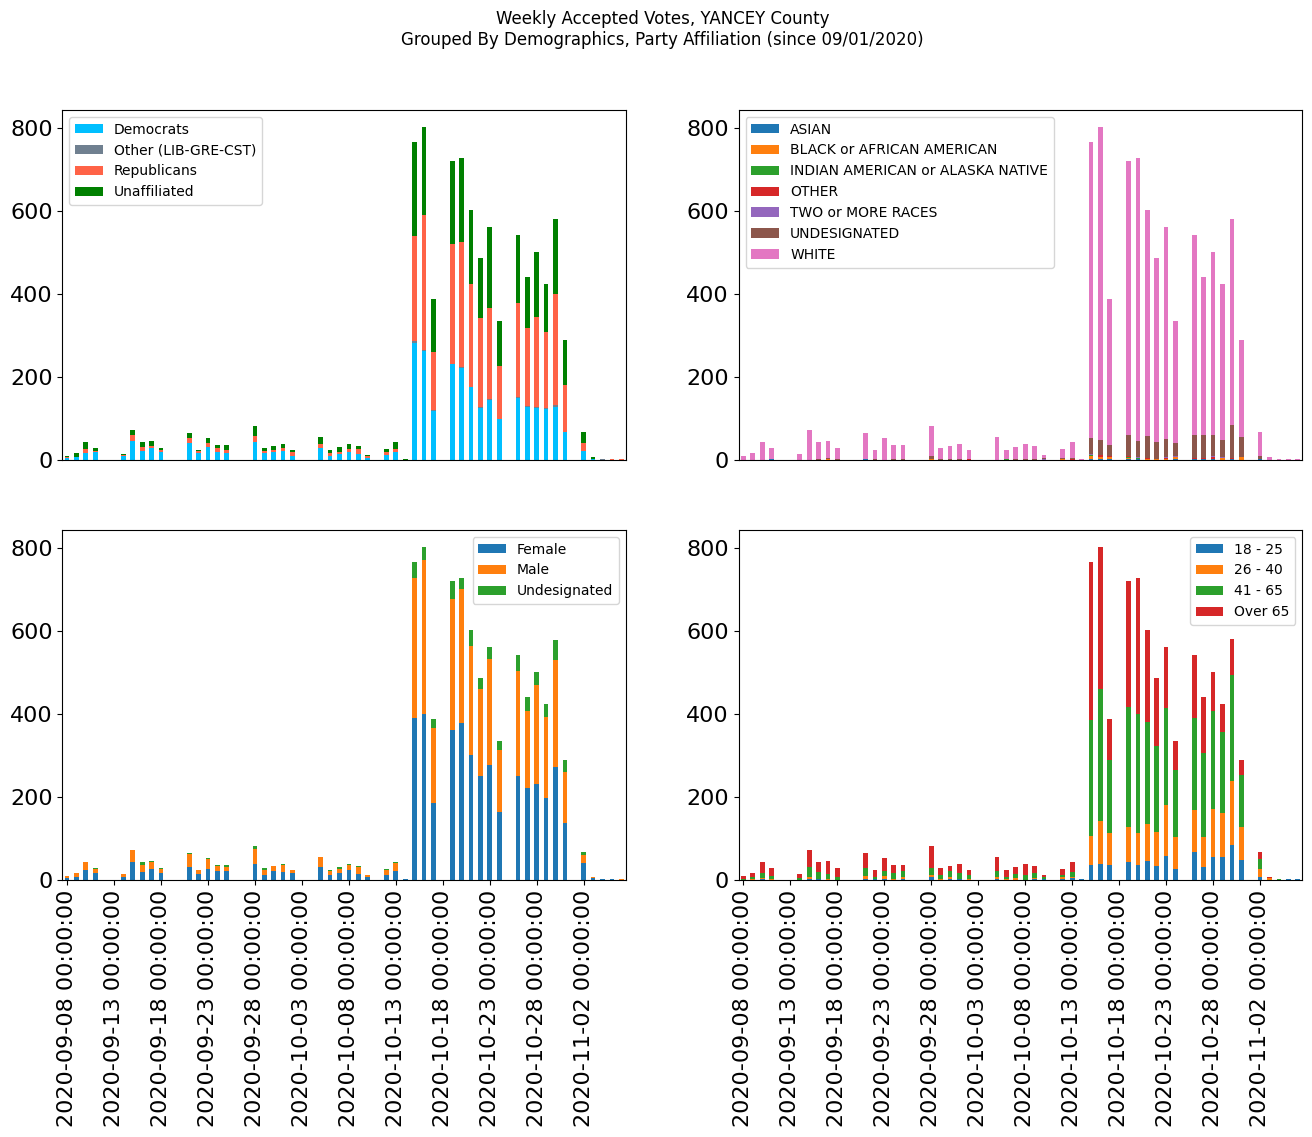 Weekly Accepted Votes, YANCEY County
Grouped By Demographics, Party Affiliation (since 09/01/2020)
800
600
400
200
0
Democrats
Other (LIB-GRE-CST)
Republicans
Unaffiliated
800
600
400
200
0
ASIAN
BLACK or AFRICAN AMERICAN
INDIAN AMERICAN or ALASKA NATIVE
OTHER
TWO or MORE RACES
UNDESIGNATED
WHITE
800
600
400
200
0
Female
Male
Undesignated
2020-09-08 00:00:00
2020-09-13 00:00:00
2020-09-18 00:00:00
2020-09-23 00:00:00
2020-09-28 00:00:00
2020-10-03 00:00:00
2020-10-08 00:00:00
2020-10-13 00:00:00
2020-10-18 00:00:00
2020-10-23 00:00:00
2020-10-28 00:00:00
2020-11-02 00:00:00
800
600
400
200
0
18 - 25
26 - 40
41 - 65
Over 65
2020-09-08 00:00:00
2020-09-13 00:00:00
2020-09-18 00:00:00
2020-09-23 00:00:00
2020-09-28 00:00:00
2020-10-03 00:00:00
2020-10-08 00:00:00
2020-10-13 00:00:00
2020-10-18 00:00:00
2020-10-23 00:00:00
2020-10-28 00:00:00
2020-11-02 00:00:00